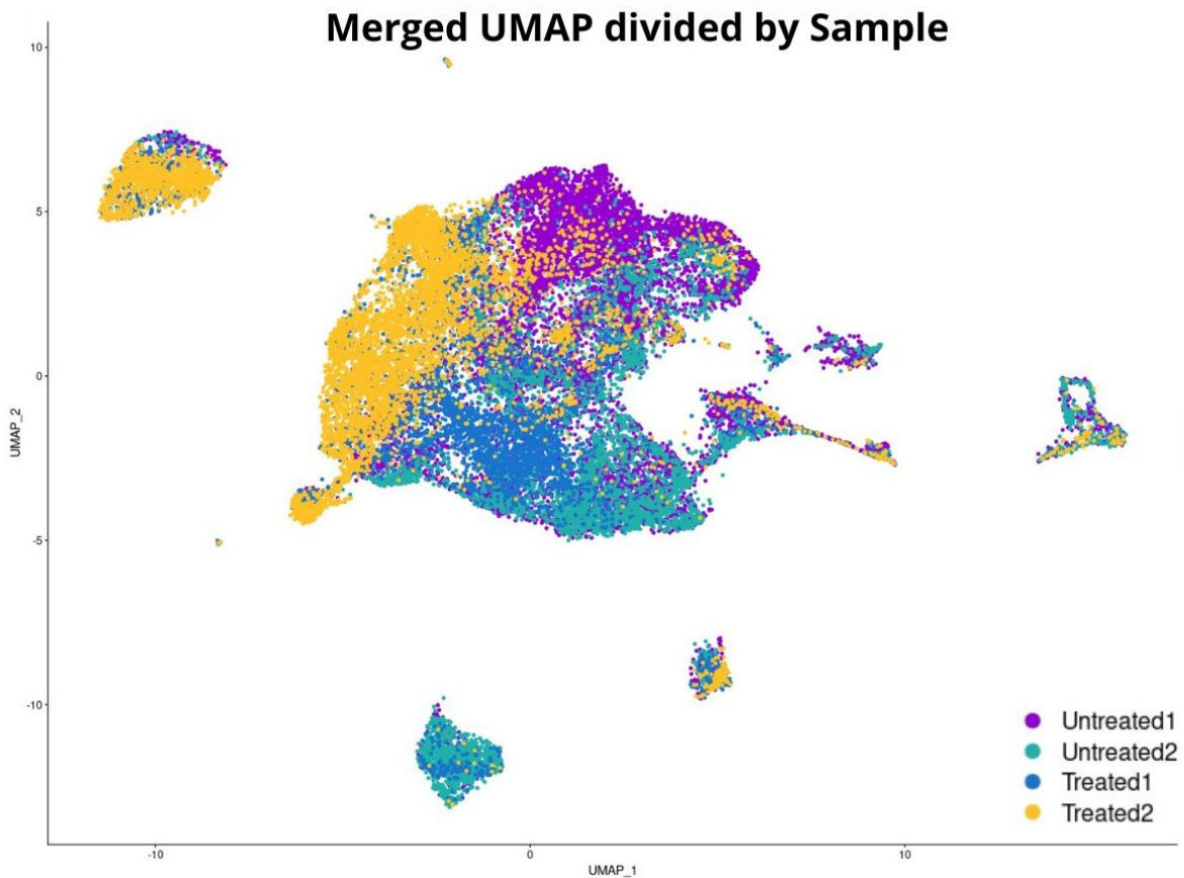 Merged UMAP divided by Sample
10
5
0
-5
-10
UMAP_2
-10
0
10
UMAP_1
Untreated1
Untreated2
Treated1
Treated2